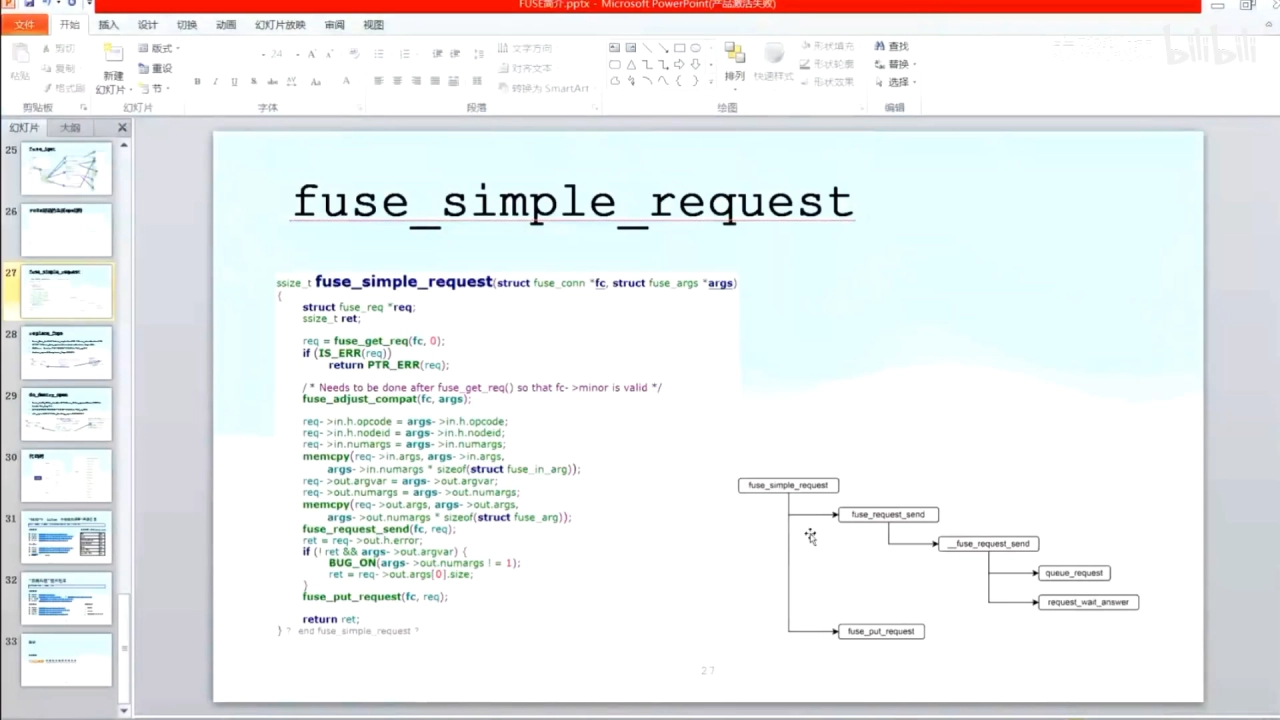 FUSE简介.pptx - Microsoft PowerPoint(产品激活失败)
文件 开始 插入 设计 切换 动画 幻灯片放映 审阅 视图
bilibili
剪切
复制
格式刷
粘贴
新建
幻灯片
版式
重设
节
24
文字方向
对齐文本
转换为 SmartArt
排列
快速样式
形状填充
形状轮廓
形状效果
查找
替换
选择
剪贴板 幻灯片 字体 段落 绘图 编辑
幻灯片 大纲
25
26
27
28
29
30
31
32
33
fuse_simple_request
ssize_t fuse_simple_request(struct fuse_conn *fc, struct fuse_args *args)
{
struct fuse_req *req;
ssize_t ret;
req = fuse_get_req(fc, 0);
if (IS_ERR(req))
return PTR_ERR(req);
/* Needs to be done after fuse_get_req() so that fc->minor is valid */
fuse_adjust_compat(fc, args);
req->in.h.opcode = args->in.h.opcode;
req->in.h.nodeid = args->in.h.nodeid;
req->in.numargs = args->in.numargs;
memcpy(req->in.args, args->in.args,
args->in.numargs * sizeof(struct fuse_in_arg));
req->out.argvar = args->out.argvar;
req->out.numargs = args->out.numargs;
memcpy(req->out.args, args->out.args,
args->out.numargs * sizeof(struct fuse_arg));
fuse_request_send(fc, req);
ret = req->out.h.error;
if (!ret && args->out.argvar) {
BUG_ON(args->out.numargs != 1);
ret = req->out.args[0].size;
}
fuse_put_request(fc, req);
return ret;
} ? end fuse_simple_request ?
fuse_simple_request
fuse_request_send
__fuse_request_send
queue_request
request_wait_answer
fuse_put_request
27